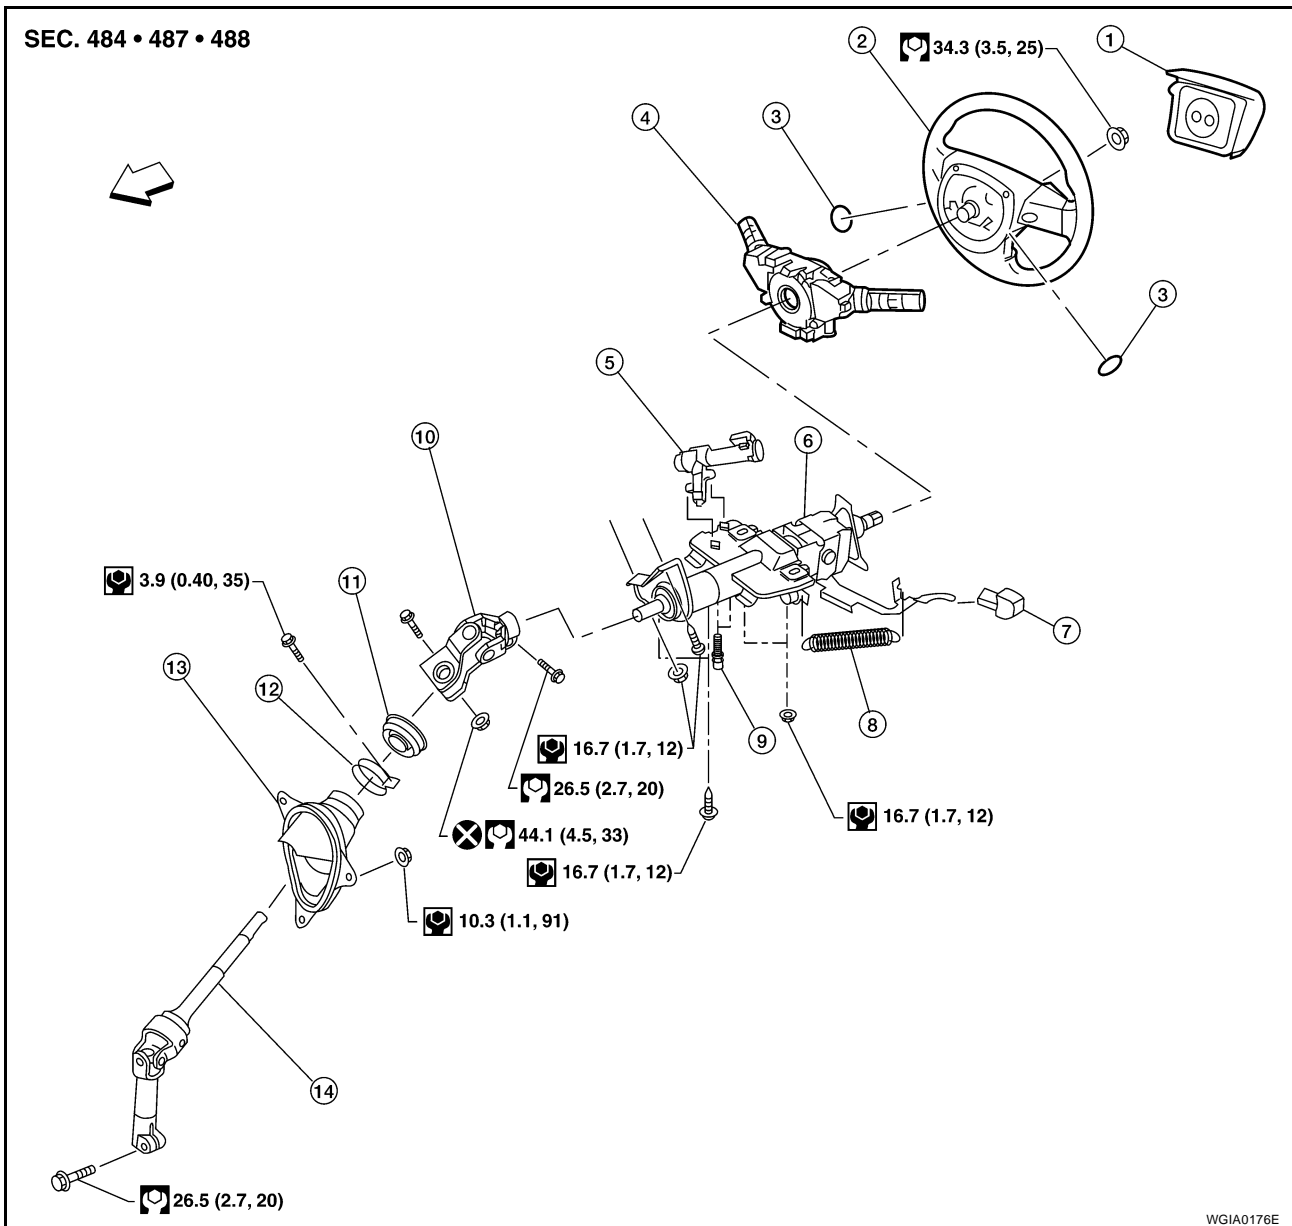 SEC. 484 • 487 • 488
2
34.3 (3.5, 25)
1
4
3
3
5
10
6
3.9 (0.40, 35)
11
7
13
12
8
9
16.7 (1.7, 12)
26.5 (2.7, 20)
16.7 (1.7, 12)
44.1 (4.5, 33)
16.7 (1.7, 12)
10.3 (1.1, 91)
14
26.5 (2.7, 20)
WGIA0176E